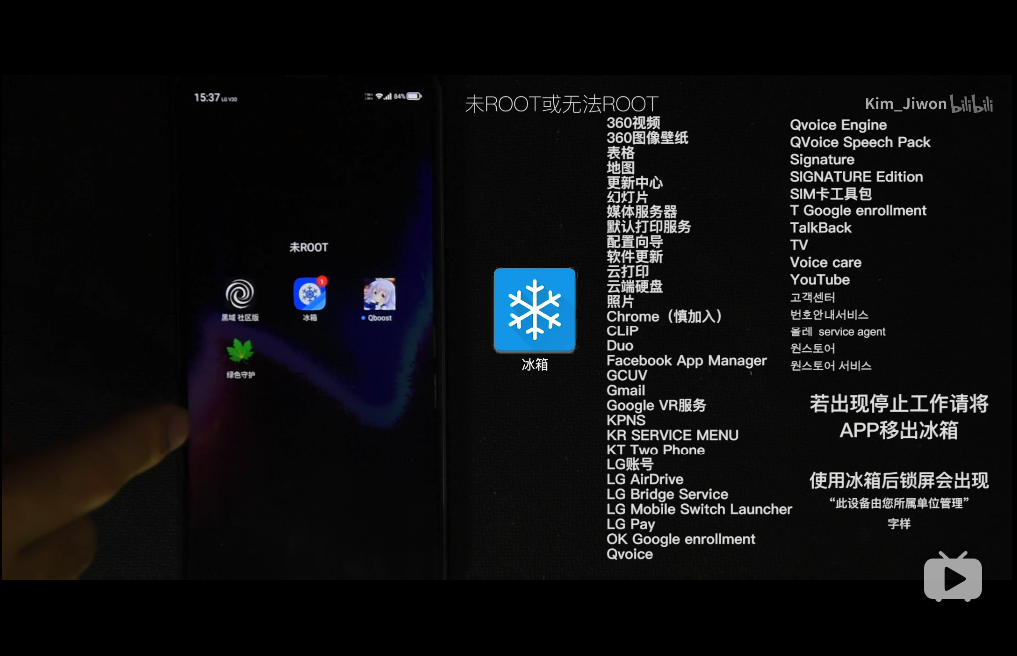 15:37 LG V30
84%
未ROOT
黑域 社区版
1
冰箱
Qboost
绿色守护
未ROOT或无法ROOT
冰箱
360视频
360图像壁纸
表格
地图
更新中心
幻灯片
媒体服务器
默认打印服务
配置向导
软件更新
云打印
云端硬盘
照片
Chrome（慎加入）
CLIP
Duo
Facebook App Manager
GCUV
Gmail
Google VR服务
KPNS
KR SERVICE MENU
KT Two Phone
LG账号
LG AirDrive
LG Bridge Service
LG Mobile Switch Launcher
LG Pay
OK Google enrollment
Qvoice
Kim_Jiwon bilibili
Qvoice Engine
QVoice Speech Pack
Signature
SIGNATURE Edition
SIM卡工具包
T Google enrollment
TalkBack
TV
Voice care
YouTube
고객센터
번호안내서비스
올레 service agent
원스토어
원스토어 서비스
若出现停止工作请将
APP移出冰箱
使用冰箱后锁屏会出现
“此设备由您所属单位管理”
字样